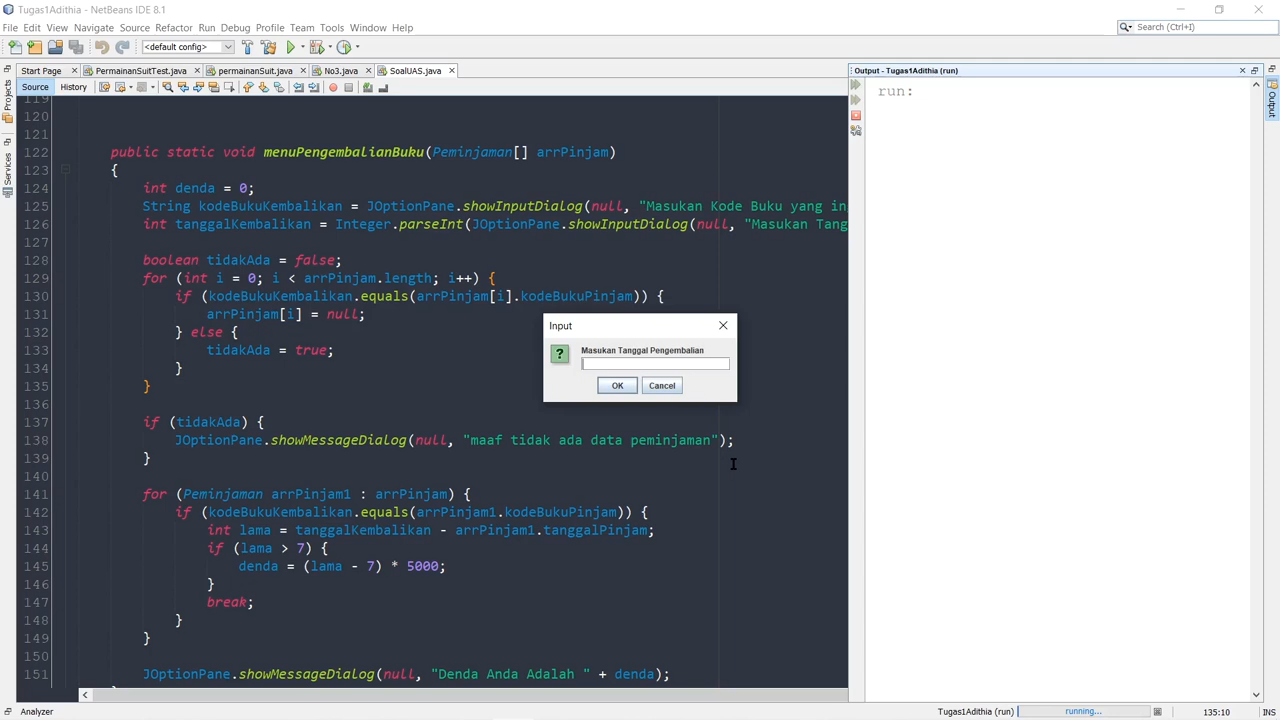 Tugas1Adithia - NetBeans IDE 8.1
File Edit View Navigate Source Refactor Run Debug Profile Team Tools Window Help
Search (Ctrl+I)
<default config>
Start Page PermainanSuitTest.java permainanSuit.java No3.java SoalUAS.java
Source History
Projects
Services
119
120
121
122 public static void menuPengembalianBuku(Peminjaman[] arrPinjam)
123 {
124 int denda = 0;
125 String kodeBukuKembalikan = JOptionPane.showInputDialog(null, "Masukan Kode Buku yang in
126 int tanggalKembalikan = Integer.parseInt(JOptionPane.showInputDialog(null, "Masukan Tang
127
128 boolean tidakAda = false;
129 for (int i = 0; i < arrPinjam.length; i++) {
130 if (kodeBukuKembalikan.equals(arrPinjam[i].kodeBukuPinjam)) {
131 arrPinjam[i] = null;
132 } else {
133 tidakAda = true;
134 }
135 }
136
137 if (tidakAda) {
138 JOptionPane.showMessageDialog(null, "maaf tidak ada data peminjaman");
139 }
140
141 for (Peminjaman arrPinjam1 : arrPinjam) {
142 if (kodeBukuKembalikan.equals(arrPinjam1.kodeBukuPinjam)) {
143 int lama = tanggalKembalikan - arrPinjam1.tanggalPinjam;
144 if (lama > 7) {
145 denda = (lama - 7) * 5000;
146 }
147 break;
148 }
149 }
150
151 JOptionPane.showMessageDialog(null, "Denda Anda Adalah " + denda);
Input
Masukan Tanggal Pengembalian
OK Cancel
Output - Tugas1Adithia (run)
run:
Output
Analyzer
Tugas1Adithia (run) running...
135:10 INS